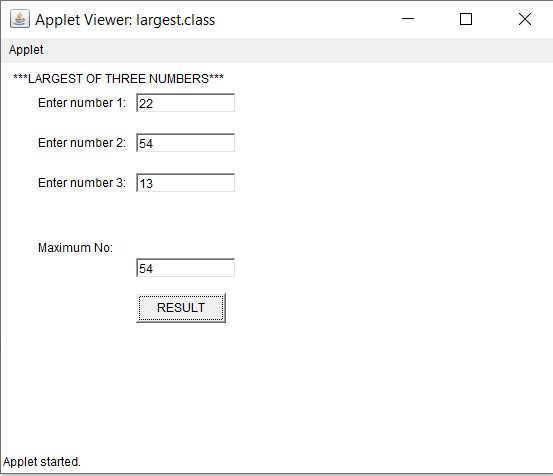 Applet Viewer: largest.class
Applet
***LARGEST OF THREE NUMBERS***
Enter number 1: 22
Enter number 2: 54
Enter number 3: 13
Maximum No:
54
RESULT
Applet started.